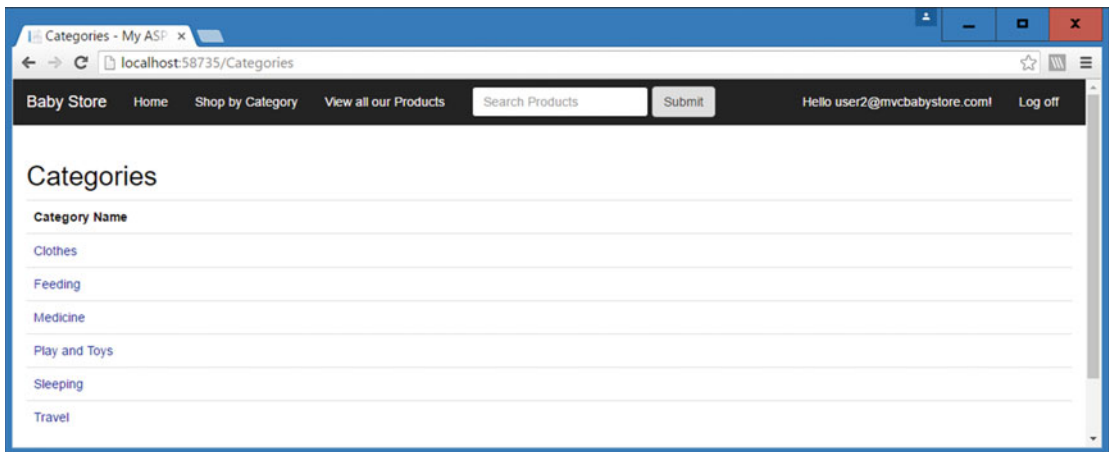 Categories - My ASP
localhost:58735/Categories
Baby Store Home Shop by Category View all our Products Search Products Submit Hello user2@mvcbabystore.com! Log off
Categories
Category Name
Clothes
Feeding
Medicine
Play and Toys
Sleeping
Travel